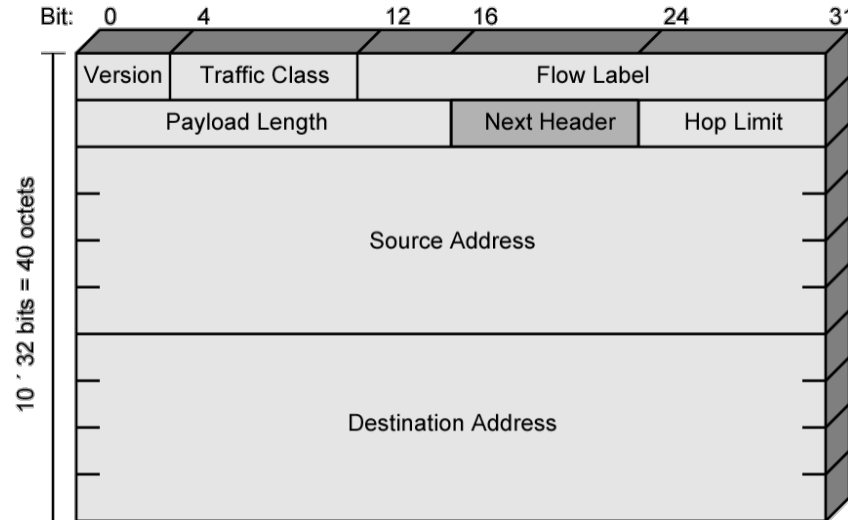 Bit: 0 4 12 16 24 31
Version Traffic Class Flow Label
Payload Length Next Header Hop Limit
Source Address
Destination Address
10 ´ 32 bits = 40 octets